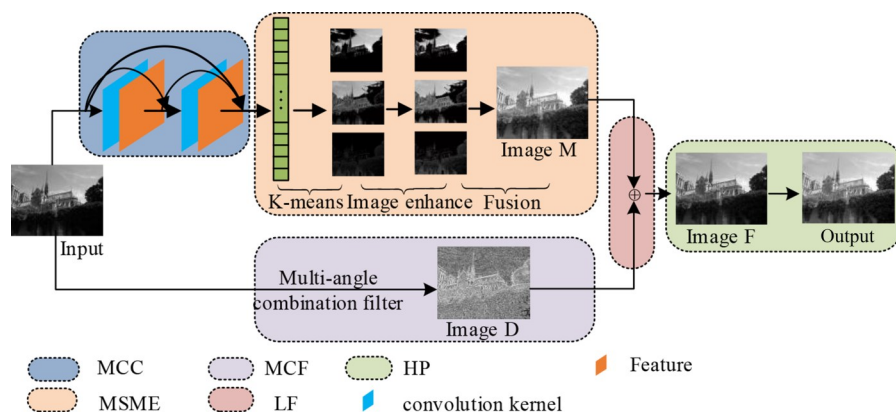 Image M
K-means
Image enhance
Fusion
Input
Image F
Output
Multi-angle
combination filter
Image D
MCC
MCF
HP
Feature
MSME
LF
convolution kernel